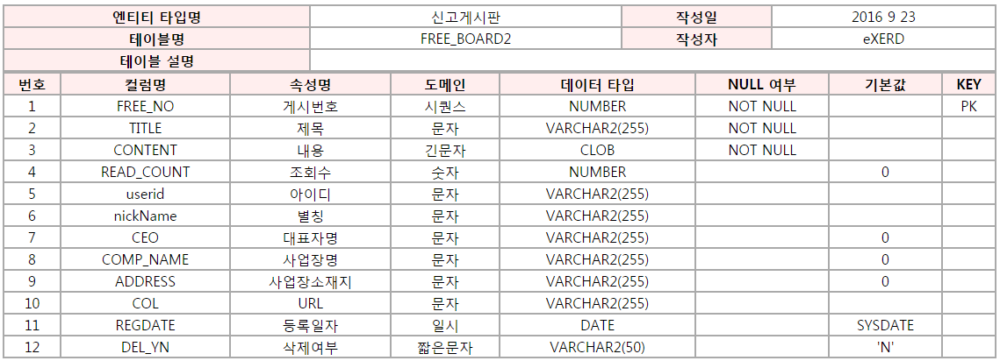 엔티티 타입명 신고게시판 작성일 2016 9 23
테이블명 FREE_BOARD2 작성자 eXERD
테이블 설명
번호 컬럼명 속성명 도메인 데이터 타입 NULL 여부 기본값 KEY
1 FREE_NO 게시번호 시퀀스 NUMBER NOT NULL PK
2 TITLE 제목 문자 VARCHAR2(255) NOT NULL
3 CONTENT 내용 긴문자 CLOB NOT NULL
4 READ_COUNT 조회수 숫자 NUMBER 0
5 userid 아이디 문자 VARCHAR2(255)
6 nickName 별칭 문자 VARCHAR2(255)
7 CEO 대표자명 문자 VARCHAR2(255) 0
8 COMP_NAME 사업장명 문자 VARCHAR2(255) 0
9 ADDRESS 사업장소재지 문자 VARCHAR2(255) 0
10 COL URL 문자 VARCHAR2(255)
11 REGDATE 등록일자 일시 DATE SYSDATE
12 DEL_YN 삭제여부 짧은문자 VARCHAR2(50) 'N'